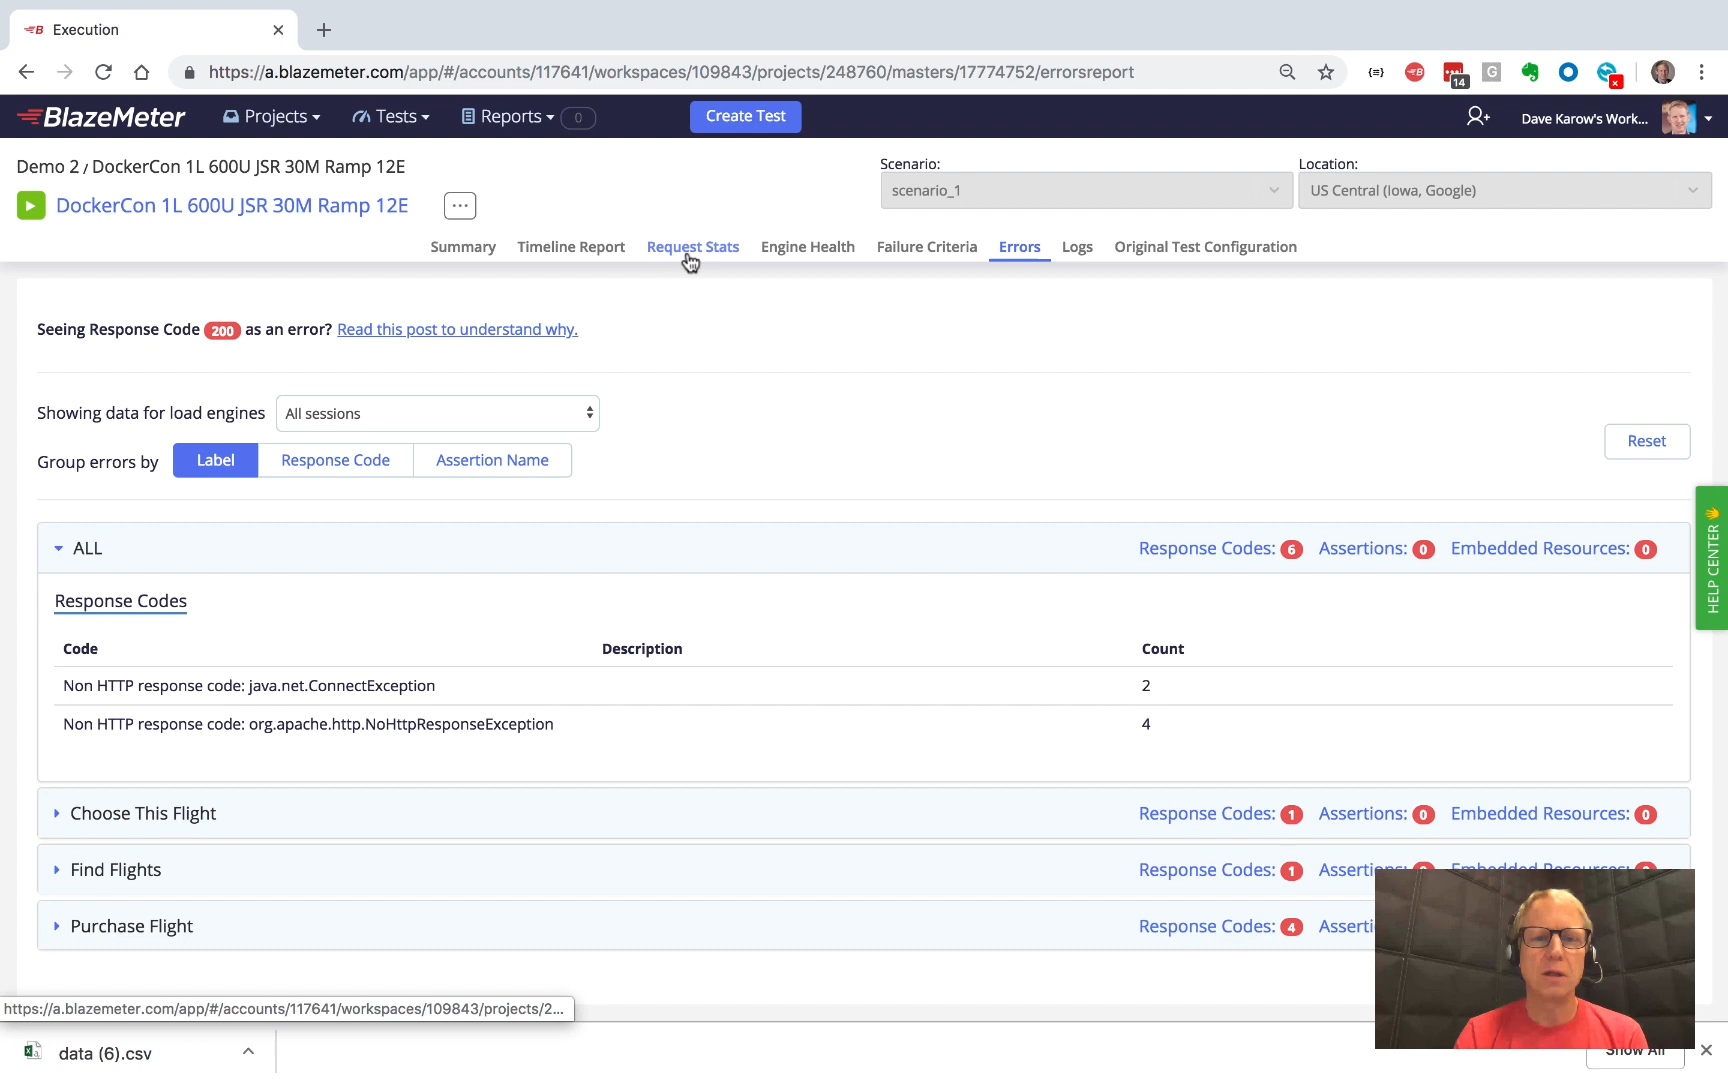 Execution
https://a.blazemeter.com/app/#/accounts/117641/workspaces/109843/projects/248760/masters/17774752/errorsreport
14
G
BlazeMeter
Projects
Tests
Reports
0
Create Test
Dave Karow's Work...
Demo 2 / DockerCon 1L 600U JSR 30M Ramp 12E
Scenario:
Location:
scenario_1
US Central (Iowa, Google)
DockerCon 1L 600U JSR 30M Ramp 12E
Summary
Timeline Report
Request Stats
Engine Health
Failure Criteria
Errors
Logs
Original Test Configuration
Seeing Response Code 200 as an error? Read this post to understand why.
Showing data for load engines
All sessions
Group errors by
Label
Response Code
Assertion Name
Reset
HELP CENTER
ALL
Response Codes: 6 Assertions: 0 Embedded Resources: 0
Response Codes
Code Description Count
Non HTTP response code: java.net.ConnectException 2
Non HTTP response code: org.apache.http.NoHttpResponseException 4
Choose This Flight
Response Codes: 1 Assertions: 0 Embedded Resources: 0
Find Flights
Response Codes: 1
Purchase Flight
Response Codes: 4
https://a.blazemeter.com/app/#/accounts/117641/workspaces/109843/projects/2...
data (6).csv
Show All